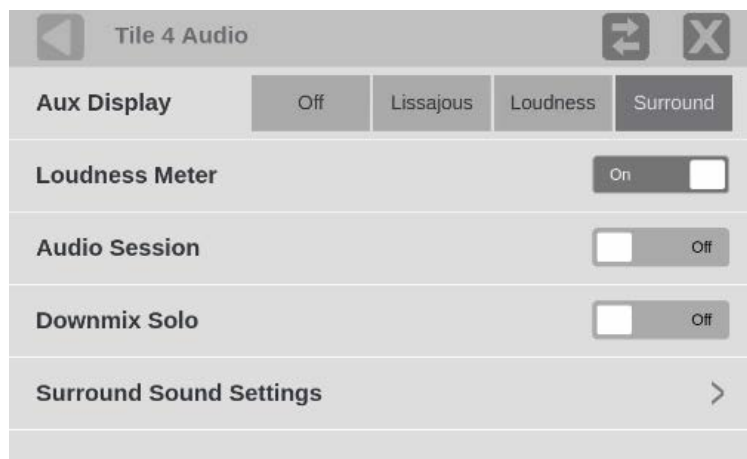 Tile 4 Audio
Aux Display Off Lissajous Loudness Surround
Loudness Meter On
Audio Session Off
Downmix Solo Off
Surround Sound Settings